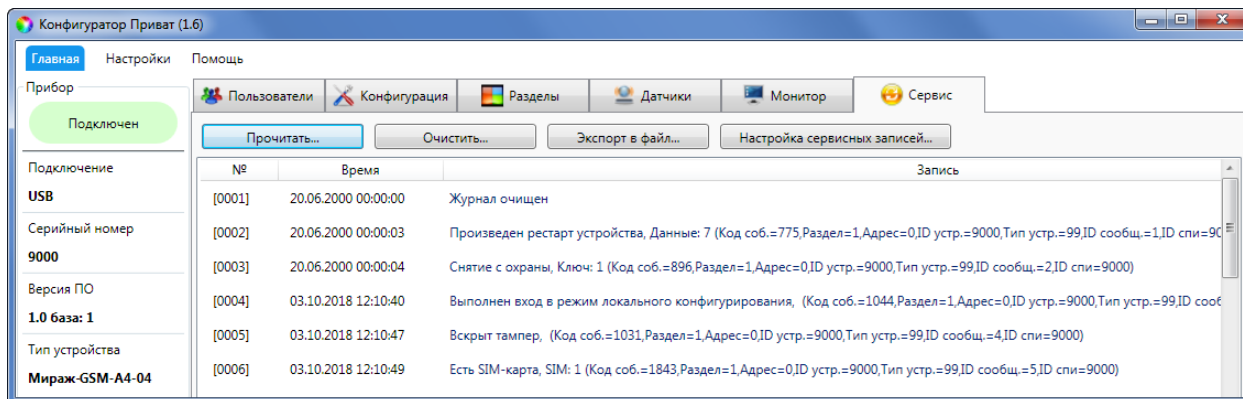 Конфигуратор Приват (1.6)
Главная Настройки Помощь
Прибор
Подключен
Подключение
USB
Серийный номер
9000
Версия ПО
1.0 база: 1
Тип устройства
Мираж-GSM-A4-04
Пользователи Конфигурация Разделы Датчики Монитор Сервис
Прочитать... Очистить... Экспорт в файл... Настройка сервисных записей...
№ Время Запись
[0001] 20.06.2000 00:00:00 Журнал очищен
[0002] 20.06.2000 00:00:03 Произведен рестарт устройства, Данные: 7 (Код соб.=775,Раздел=1,Адрес=0,ID устр.=9000,Тип устр.=99,ID сообщ.=1,ID спи=90
[0003] 20.06.2000 00:00:04 Снятие с охраны, Ключ: 1 (Код соб.=896,Раздел=1,Адрес=0,ID устр.=9000,Тип устр.=99,ID сообщ.=2,ID спи=9000)
[0004] 03.10.2018 12:10:40 Выполнен вход в режим локального конфигурирования, (Код соб.=1044,Раздел=1,Адрес=0,ID устр.=9000,Тип устр.=99,ID сооб
[0005] 03.10.2018 12:10:47 Вскрыт тампер, (Код соб.=1031,Раздел=1,Адрес=0,ID устр.=9000,Тип устр.=99,ID сообщ.=4,ID спи=9000)
[0006] 03.10.2018 12:10:49 Есть SIM-карта, SIM: 1 (Код соб.=1843,Раздел=1,Адрес=0,ID устр.=9000,Тип устр.=99,ID сообщ.=5,ID спи=9000)